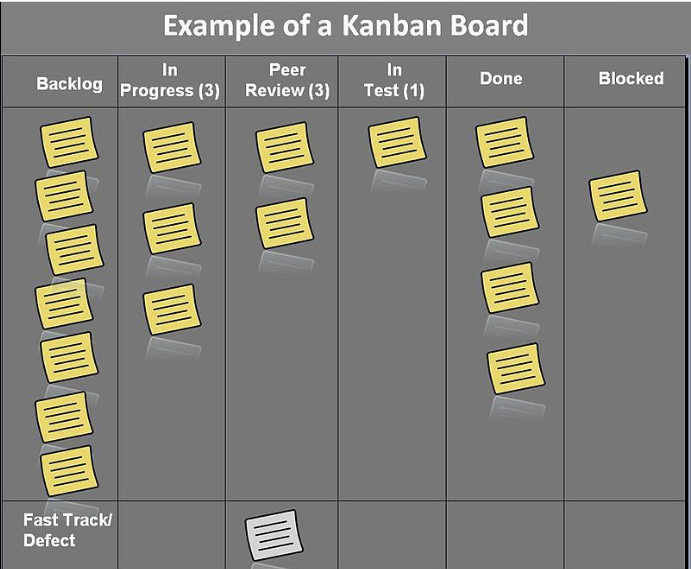 Example of a Kanban Board
Backlog
In
Progress (3)
Peer
Review (3)
In
Test (1)
Done
Blocked
Fast Track/
Defect